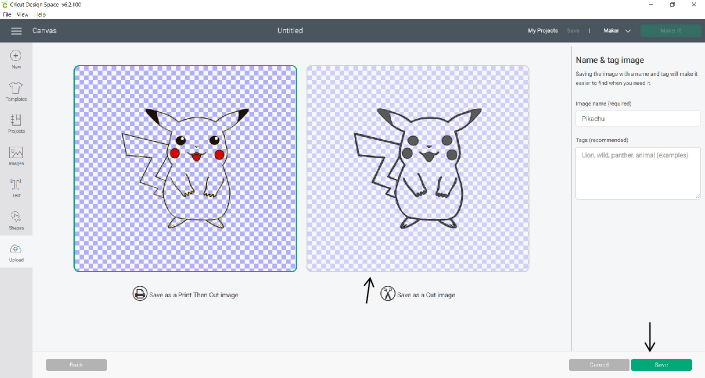 Cricut Design Space v6.2.100
File View Help
Canvas
Untitled
My Projects Save | Maker Make It
New
Templates
Projects
Images
Text
Shapes
Upload
Name & tag image
Saving the image with a name and tag will make it
easier to find when you need it.
Image name (required)
Pikachu
Tags (recommended)
Lion, wild, panther, animal (examples)
Save as a Print Then Cut image
Save as a Cut image
Back
Cancel
Save